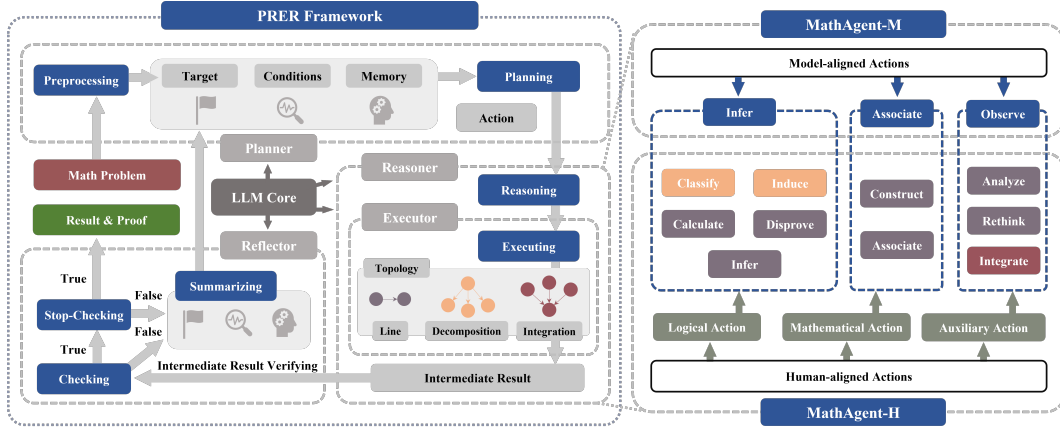 PRER Framework
Preprocessing
Target
Conditions
Memory
Planning
Action
Planner
Math Problem
LLM Core
Reasoner
Reasoning
Result & Proof
Executor
Reflector
Executing
True
Summarizing
Topology
False
Stop-Checking
False
Line
Decomposition
Integration
True
Checking
Intermediate Result Verifying
Intermediate Result
MathAgent-M
Model-aligned Actions
Infer
Associate
Observe
Classify
Induce
Calculate
Disprove
Infer
Construct
Associate
Analyze
Rethink
Integrate
Logical Action
Mathematical Action
Auxiliary Action
Human-aligned Actions
MathAgent-H